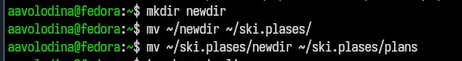 aavolodina@fedora:~$ mkdir newdir
aavolodina@fedora:~$ mv ~/newdir ~/ski.plases/
aavolodina@fedora:~$ mv ~/ski.plases/newdir ~/ski.plases/plans